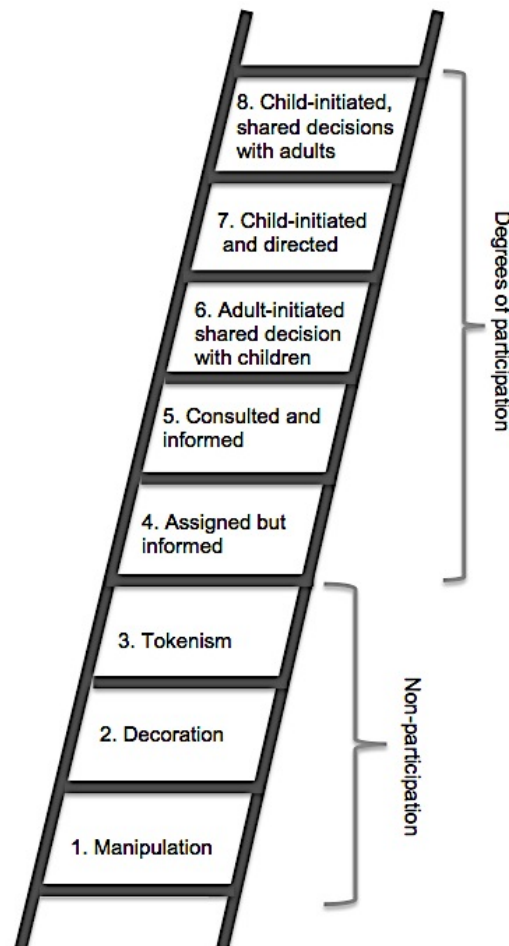 8. Child-initiated,
shared decisions
with adults
7. Child-initiated
and directed
6. Adult-initiated
shared decision
with children
5. Consulted and
informed
4. Assigned but
informed
3. Tokenism
2. Decoration
1. Manipulation
Degrees of participation
Non-participation